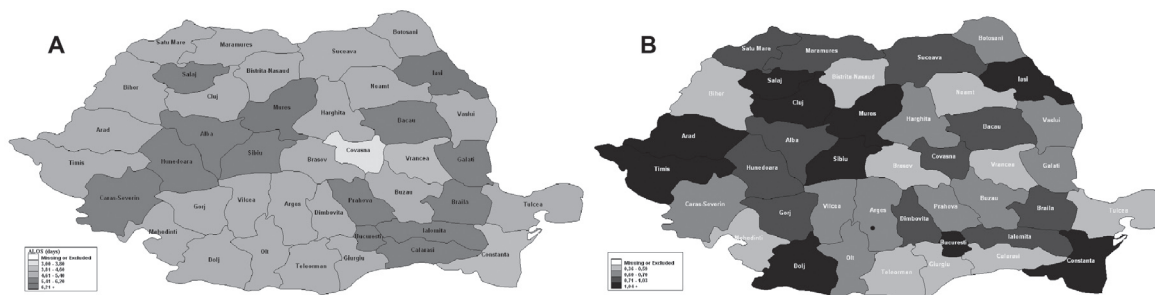 A
Satu Mare
Maramures
Suceava
Botosani
Salaj
Bistrita Nasaud
Iasi
Bihor
Cluj
Neamt
Mures
Harghita
Bacau
Vaslui
Arad
Alba
Timis
Hunedoara
Sibiu
Brasov
Covasna
Vrancea
Galati
Caras-Severin
Gorj
Vilcea
Arges
Dimbovita
Prahova
Buzau
Braila
Tulcea
Mehedinti
Dolj
Olt
Teleorman
Giurgiu
Bucuresti
Ialomita
Calarasi
Constanta
ALOS (days)
Missing or Excluded
B
Satu Mare
Maramures
Suceava
Botosani
Salaj
Bistrita Nasaud
Iasi
Bihor
Cluj
Neamt
Mures
Harghita
Bacau
Vaslui
Arad
Alba
Timis
Hunedoara
Sibiu
Brasov
Covasna
Vrancea
Galati
Caras-Severin
Gorj
Vilcea
Arges
Dimbovita
Prahova
Buzau
Braila
Tulcea
Mehedinti
Dolj
Olt
Teleorman
Giurgiu
Bucuresti
Ialomita
Calarasi
Constanta
Missing or Excluded